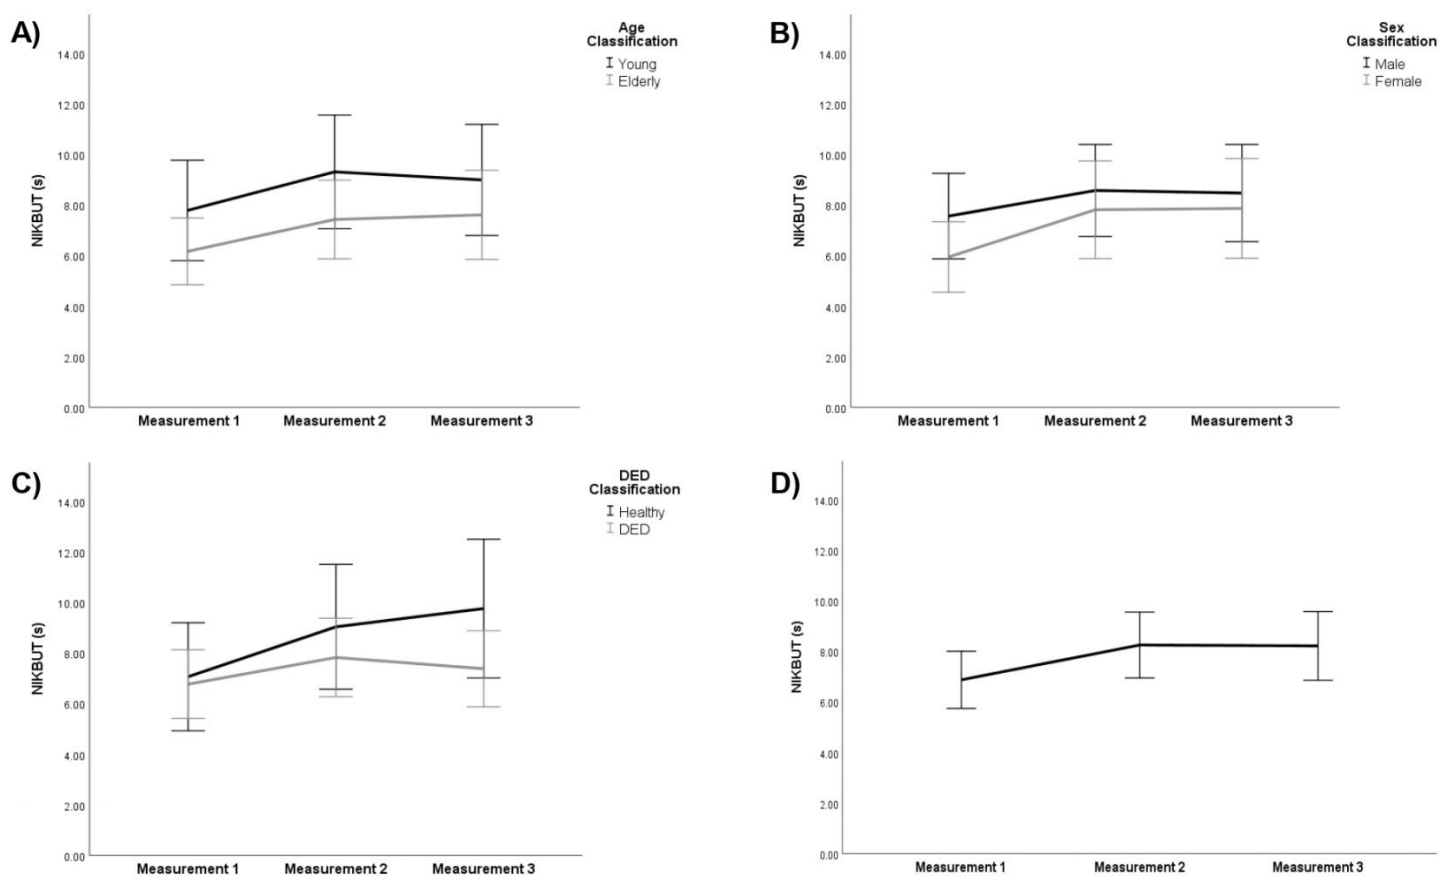 A)
Age
Classification
Young
Elderly
NIKBUT (s)
14.00
12.00
10.00
8.00
6.00
4.00
2.00
0.00
Measurement 1 Measurement 2 Measurement 3
B)
Sex
Classification
Male
Female
NIKBUT (s)
14.00
12.00
10.00
8.00
6.00
4.00
2.00
0.00
Measurement 1 Measurement 2 Measurement 3
C)
DED
Classification
Healthy
DED
NIKBUT (s)
14.00
12.00
10.00
8.00
6.00
4.00
2.00
0.00
Measurement 1 Measurement 2 Measurement 3
D)
NIKBUT (s)
14.00
12.00
10.00
8.00
6.00
4.00
2.00
0.00
Measurement 1 Measurement 2 Measurement 3